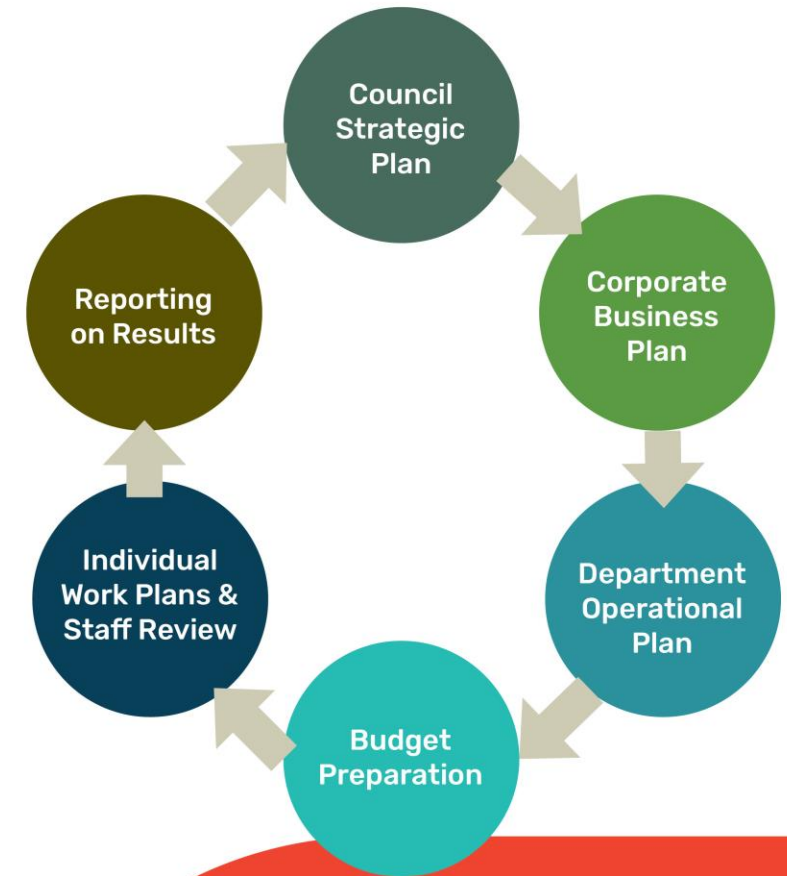 Council
Strategic
Plan
Corporate
Business
Plan
Department
Operational
Plan
Budget
Preparation
Individual
Work Plans &
Staff Review
Reporting
on Results